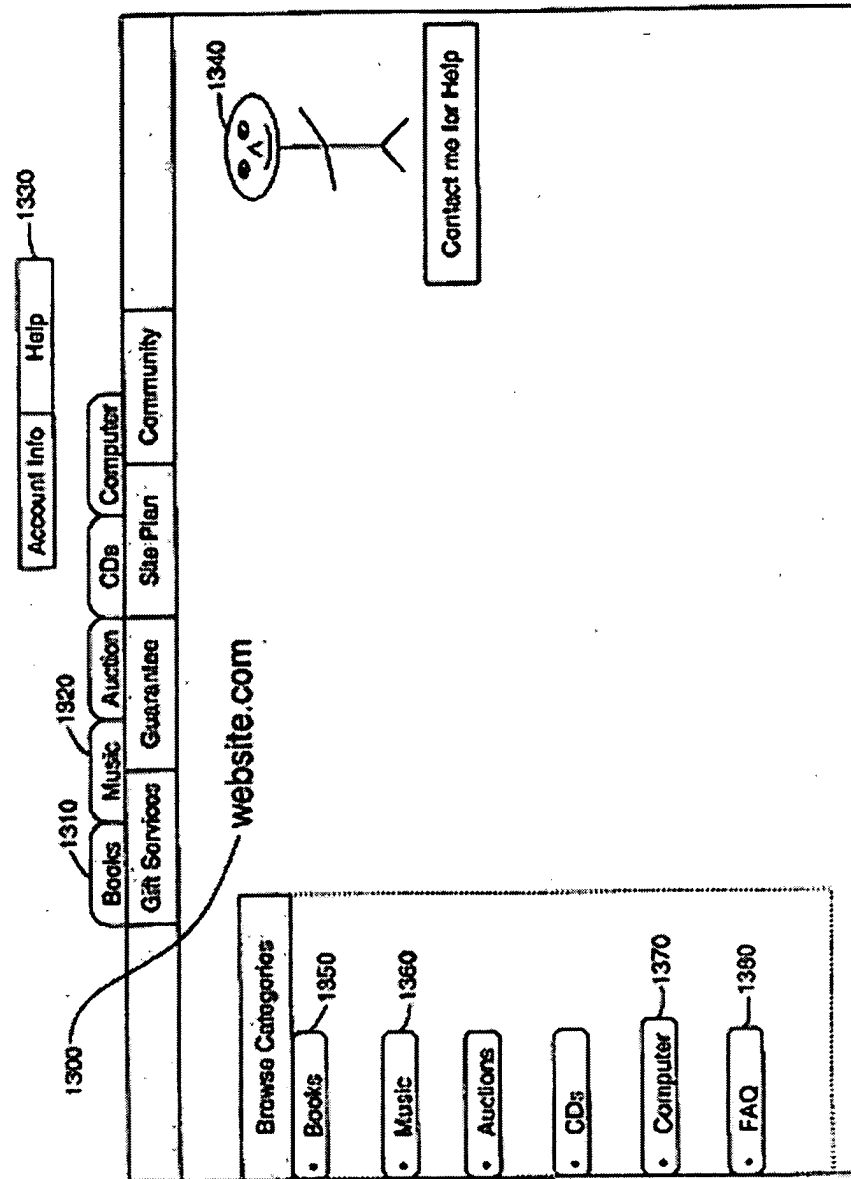 Account Info Help 1330
1310 1320
Books Music Auction CDs Computer
Gift Services Guarantee Site Plan Community
1300 website.com
1340
Contact me for Help
Browse Categories
• Books 1350
• Music 1360
• Auctions
• CDs
• Computer 1370
• FAQ 1380